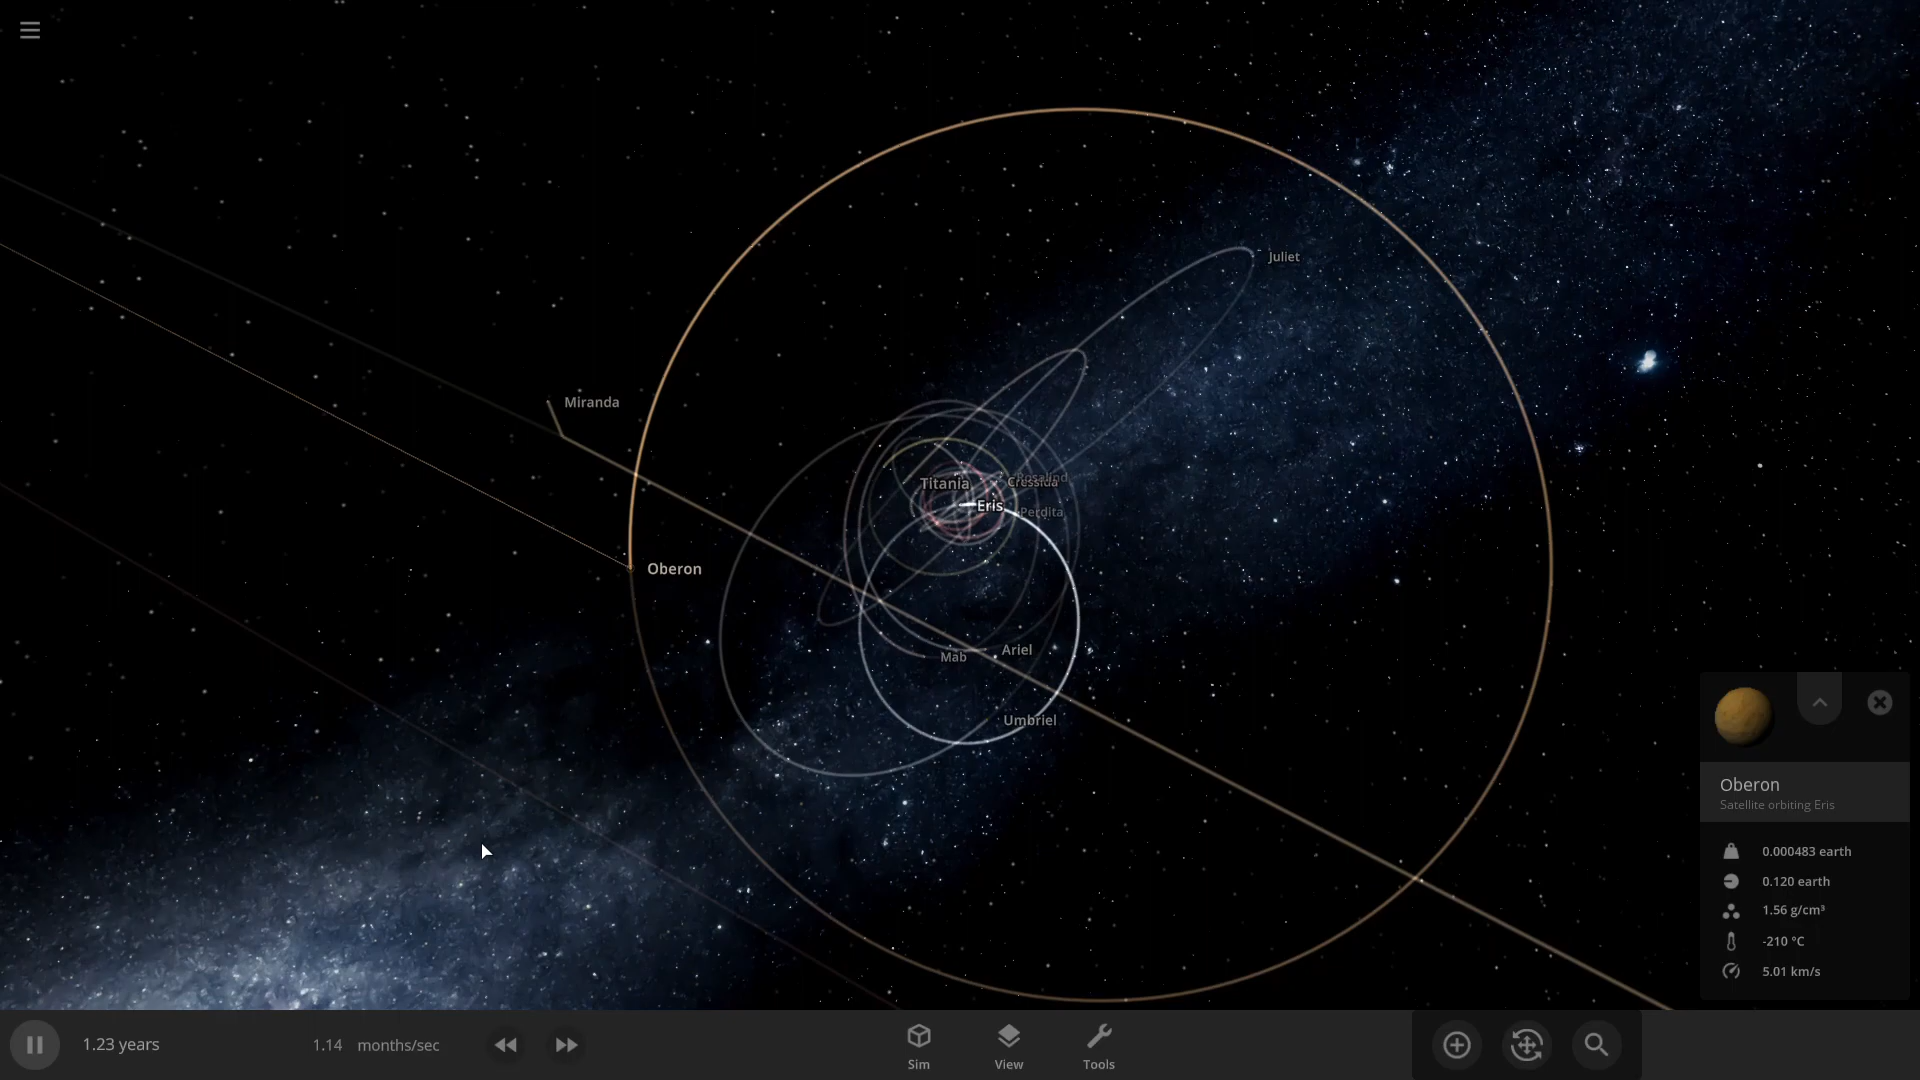 Juliet
Miranda
Rosalind
Cressida
Titania
Eris
Perdita
Oberon
Ariel
Mab
Umbriel
Oberon
Satellite orbiting Eris
0.000483 earth
0.120 earth
1.56 g/cm³
-210 °C
5.01 km/s
1.23 years
1.14 months/sec
Sim
View
Tools